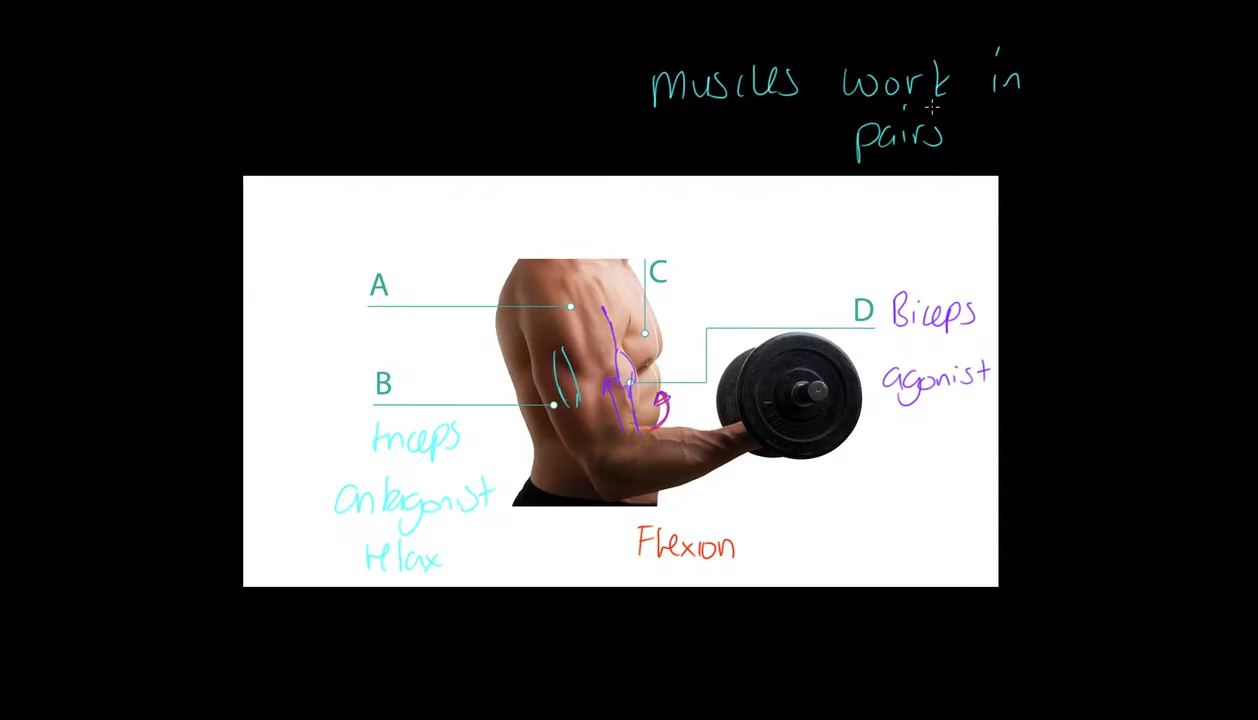 muscles work in
pairs
A
C
D Biceps
agonist
B
triceps
antagonist
relax
Flexion